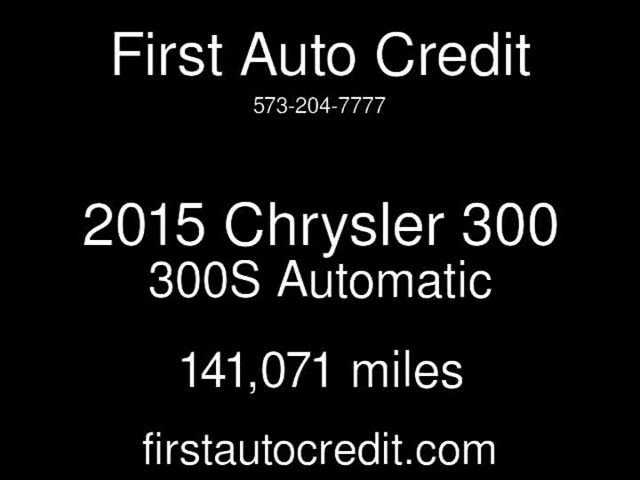 First Auto Credit
573-204-7777
2015 Chrysler 300
300S Automatic
141,071 miles
firstautocredit.com